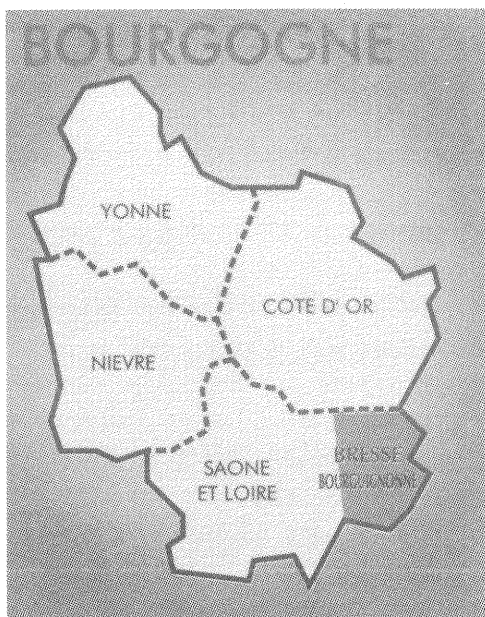 BOURGOGNE
YONNE
COTE D'OR
NIEVRE
SAONE
ET LOIRE
BRESSE
BOURGUIGNONNE